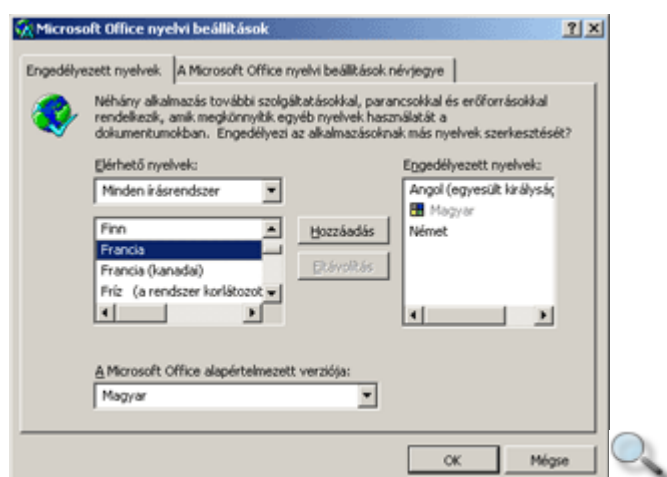 Microsoft Office nyelvi beállítások
Engedélyezett nyelvek
A Microsoft Office nyelvi beállítások névjegye
Néhány alkalmazás további szolgáltatásokkal, parancsokkal és erőforrásokkal
rendelkezik, amik megkönnyítik egyéb nyelvek használatát a
dokumentumokban. Engedélyezi az alkalmazásoknak más nyelvek szerkesztését?
Elérhető nyelvek:
Minden írásrendszer
Finn
Francia
Francia (kanadai)
Fríz (a rendszer korlátozot
Hozzáadás
Eltávolítás
Engedélyezett nyelvek:
Angol (egyesült királyság
Magyar
Német
A Microsoft Office alapértelmezett verziója:
Magyar
OK
Mégse